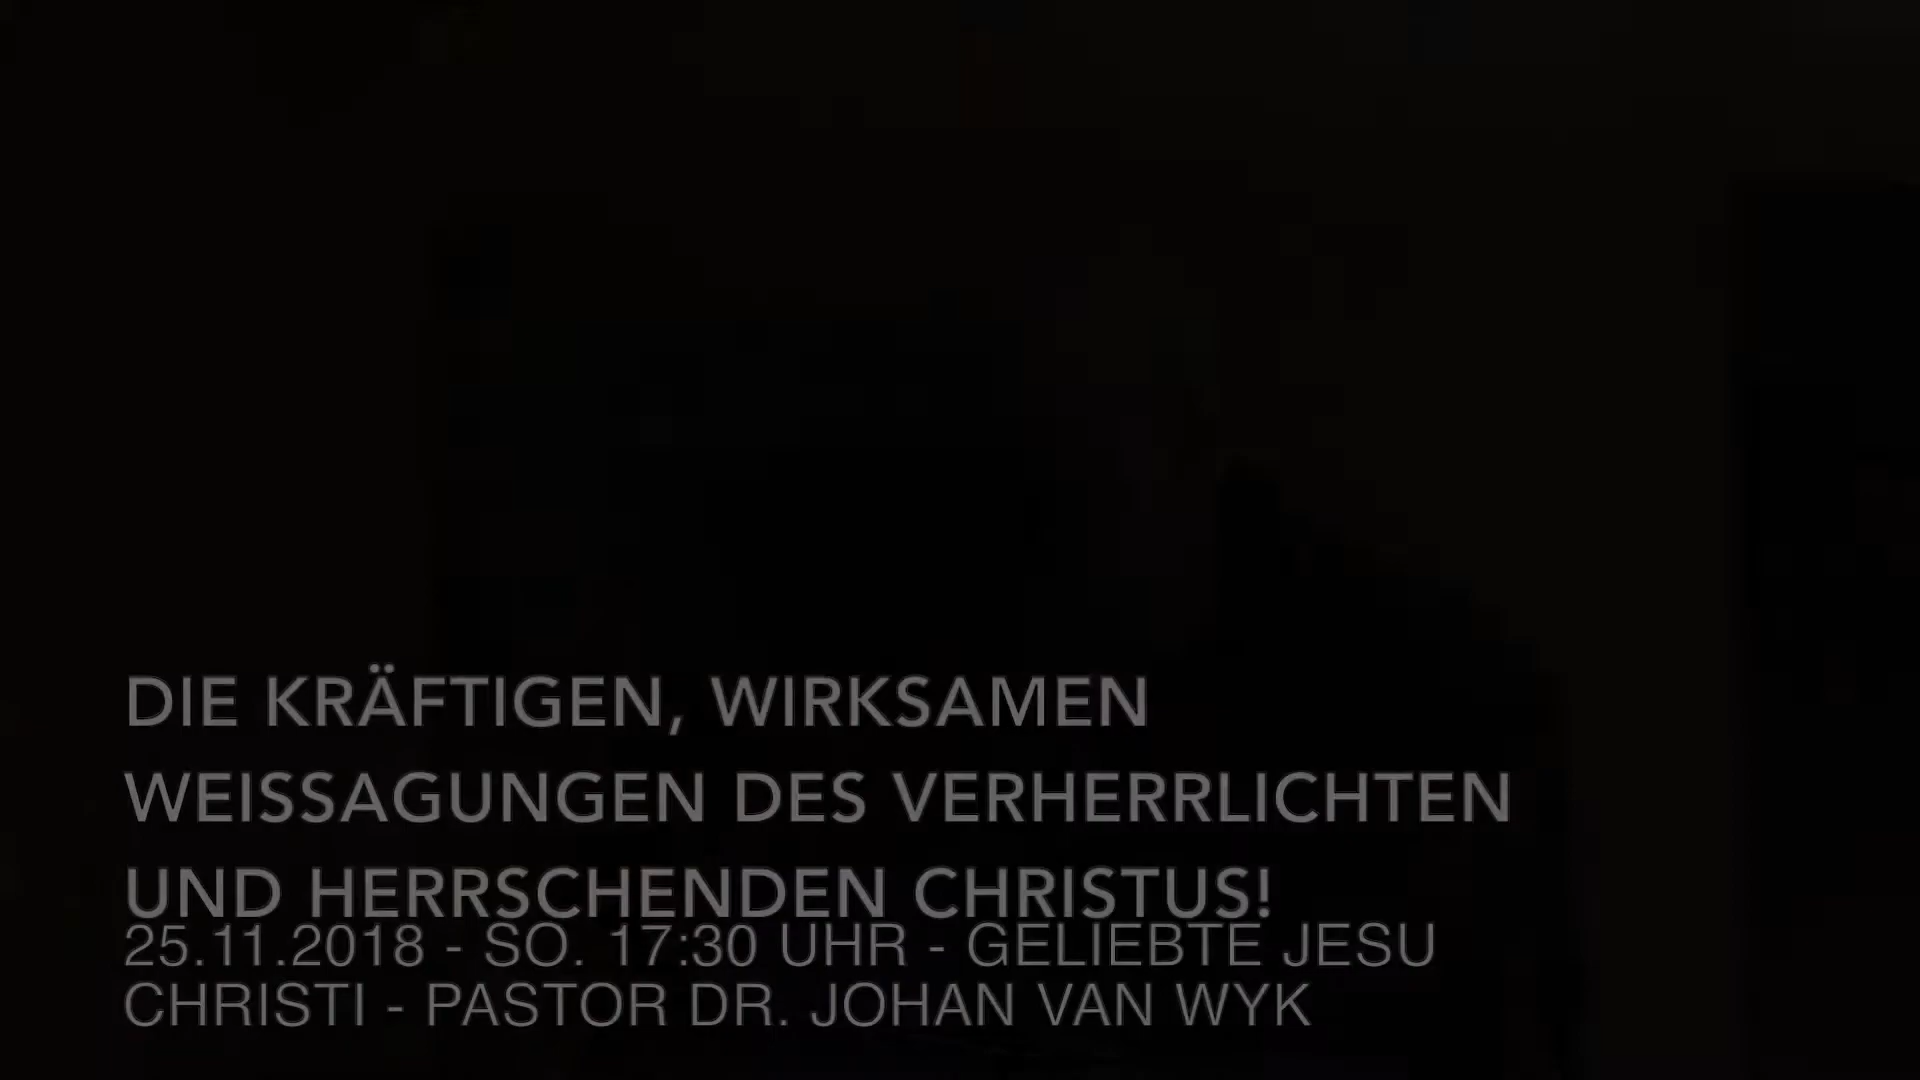 DIE KRÄFTIGEN, WIRKSAMEN
WEISSAGUNGEN DES VERHERRLICHTEN
UND HERRSCHENDEN CHRISTUS!
25.11.2018 - SO. 17:30 UHR - GELIEBTE JESU
CHRISTI - PASTOR DR. JOHAN VAN WYK